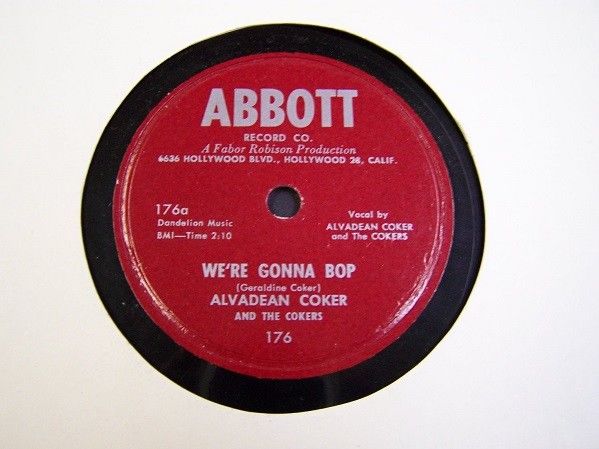 ABBOTT
RECORD CO.
A Fabor Robison Production
6636 HOLLYWOOD BLVD., HOLLYWOOD 28, CALIF.
176a
Dandelion Music
BMI—Time 2:10
Vocal by
ALVADEAN COKER
and The COKERS
WE'RE GONNA BOP
(Geraldine Coker)
ALVADEAN COKER
AND THE COKERS
176